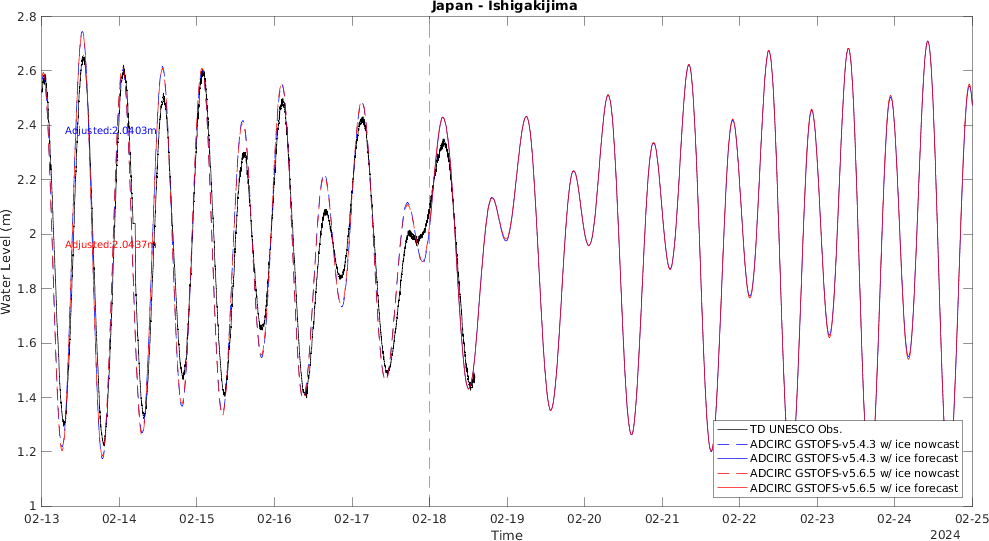 Japan - Ishigakijima
2.8
2.6
2.4
2.2
2
1.8
1.6
1.4
1.2
1
Water Level (m)
Adjusted:2.0403m
Adjusted:2.0437m
TD UNESCO Obs.
ADCIRC GSTOFS-v5.4.3 w/ ice nowcast
ADCIRC GSTOFS-v5.4.3 w/ ice forecast
ADCIRC GSTOFS-v5.6.5 w/ ice nowcast
ADCIRC GSTOFS-v5.6.5 w/ ice forecast
02-13 02-14 02-15 02-16 02-17 02-18 02-19 02-20 02-21 02-22 02-23 02-24 02-25
Time
2024